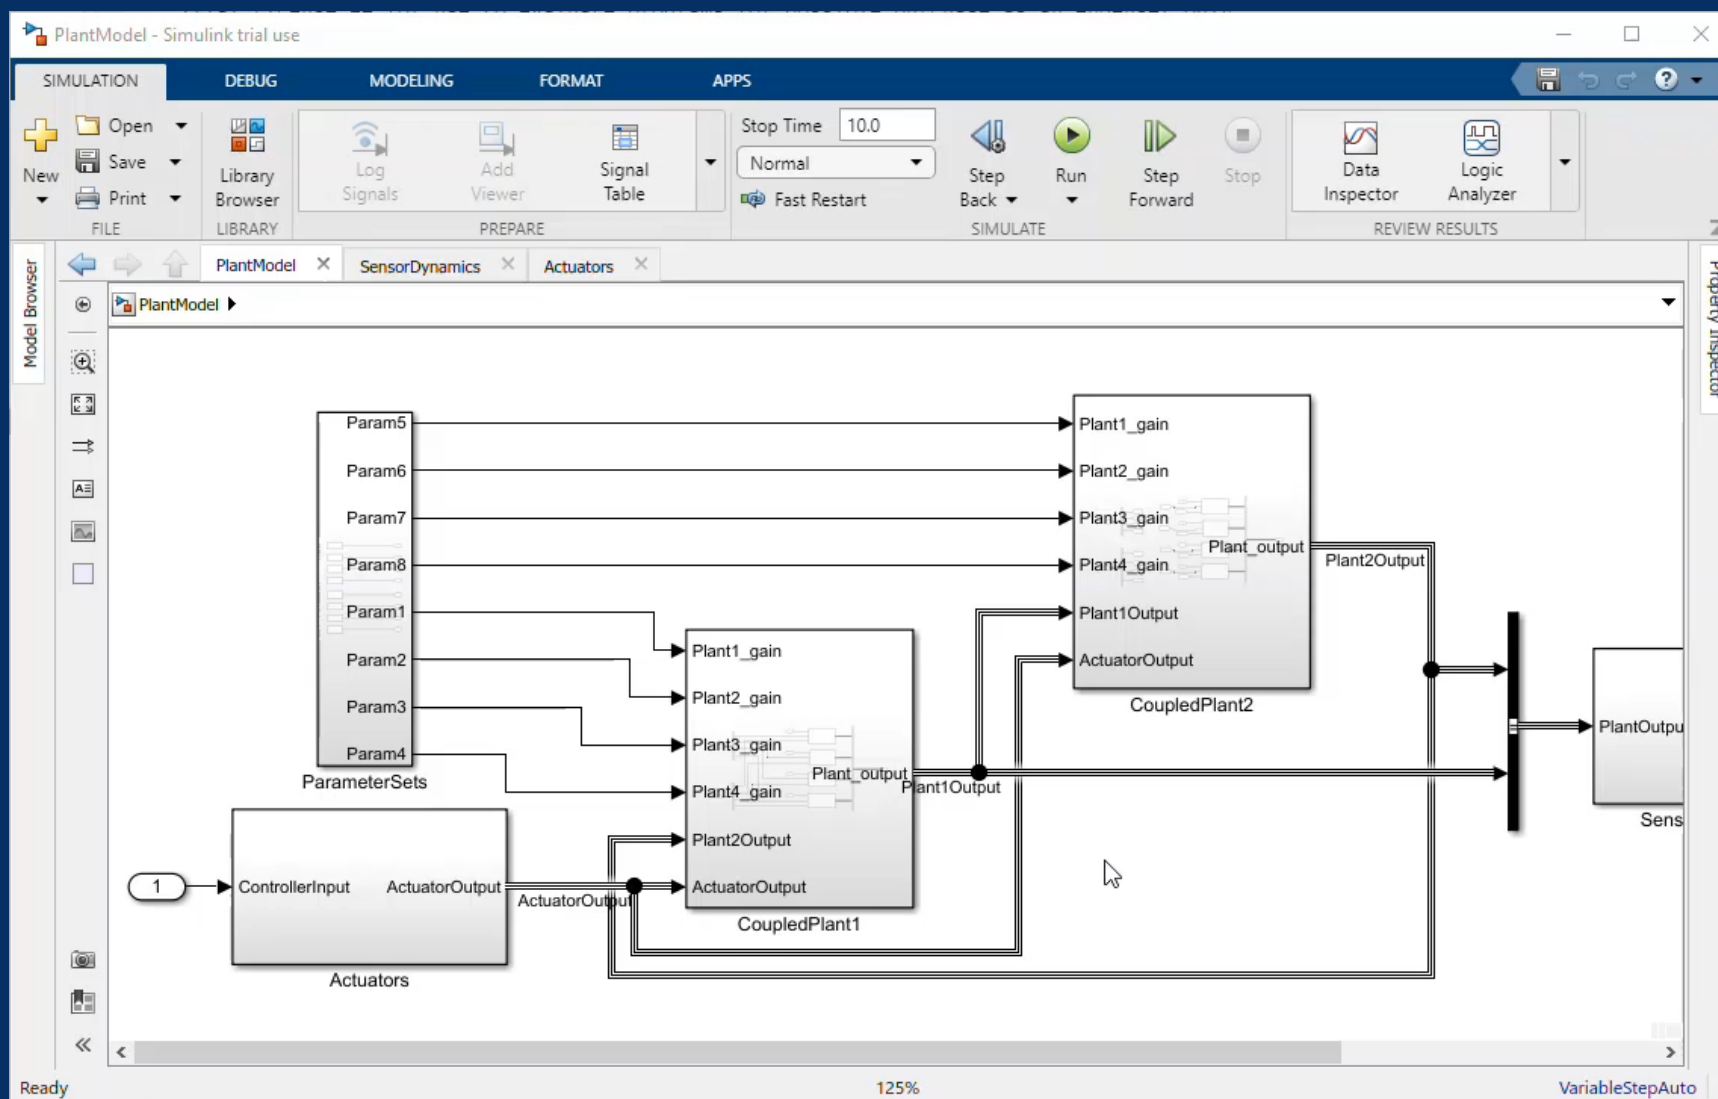 PlantModel - Simulink trial use
SIMULATION
DEBUG
MODELING
FORMAT
APPS
New
Open
Save
Print
FILE
Library
Browser
LIBRARY
Log
Signals
Add
Viewer
Signal
Table
PREPARE
Stop Time
10.0
Normal
Fast Restart
Step
Back
Run
Step
Forward
Stop
SIMULATE
Data
Inspector
Logic
Analyzer
REVIEW RESULTS
Model Browser
Property Inspector
PlantModel
SensorDynamics
Actuators
PlantModel
Param5
Param6
Param7
Param8
Param1
Param2
Param3
Param4
ParameterSets
1
ControllerInput
ActuatorOutput
Actuators
ActuatorOutput
Plant1_gain
Plant2_gain
Plant3_gain
Plant4_gain
Plant2Output
ActuatorOutput
Plant_output
CoupledPlant1
Plant1Output
Plant1_gain
Plant2_gain
Plant3_gain
Plant4_gain
Plant1Output
ActuatorOutput
Plant_output
CoupledPlant2
Plant2Output
PlantOutpu
Sens
Ready
125%
VariableStepAuto